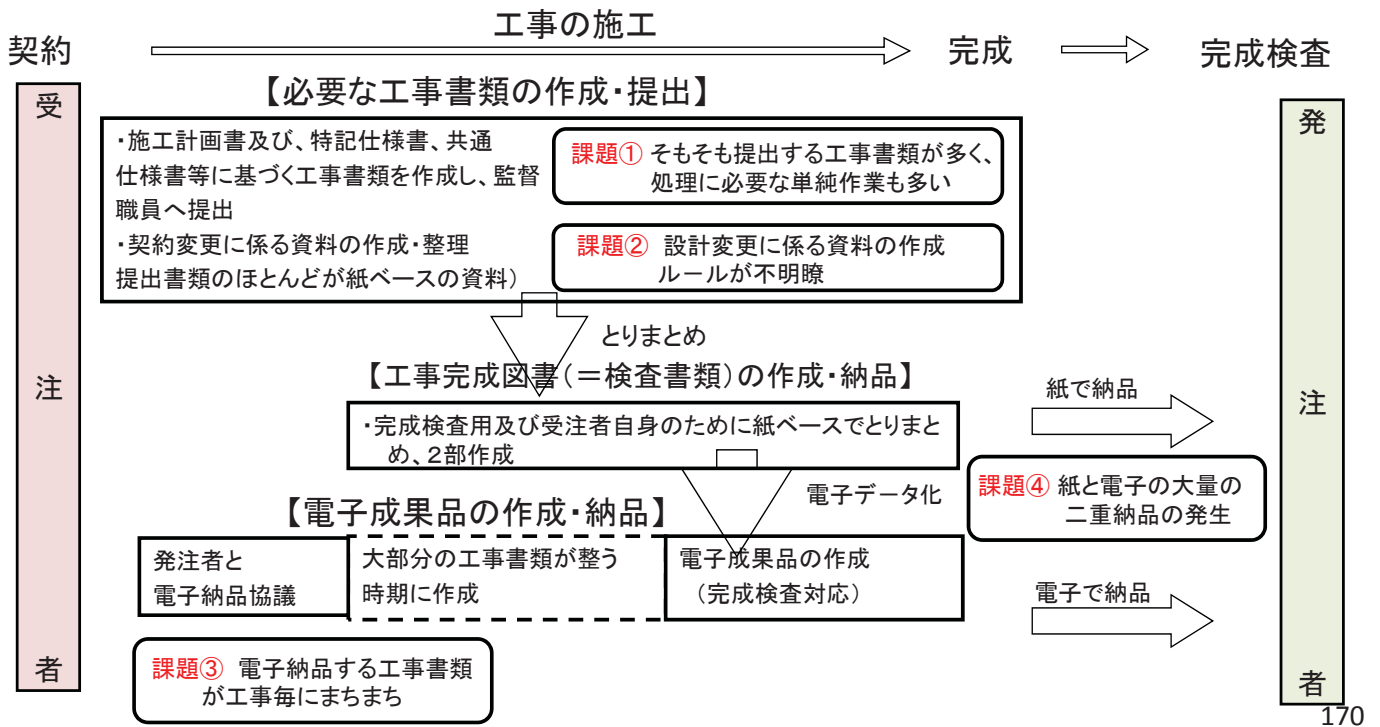 工事の施工
契約
完成
完成検査
受
注
者
【必要な工事書類の作成・提出】
・施工計画書及び、特記仕様書、共通
仕様書等に基づく工事書類を作成し、監督
職員へ提出
・契約変更に係る資料の作成・整理
提出書類のほとんどが紙ベースの資料）
課題① そもそも提出する工事書類が多く、
処理に必要な単純作業も多い
課題② 設計変更に係る資料の作成
ルールが不明瞭
とりまとめ
【工事完成図書（＝検査書類）の作成・納品】
・完成検査用及び受注者自身のために紙ベースでとりまと
め、２部作成
紙で納品
電子データ化
課題④ 紙と電子の大量の
二重納品の発生
【電子成果品の作成・納品】
発注者と
電子納品協議
大部分の工事書類が整う
時期に作成
電子成果品の作成
（完成検査対応）
電子で納品
課題③ 電子納品する工事書類
が工事毎にまちまち
発
注
者
170